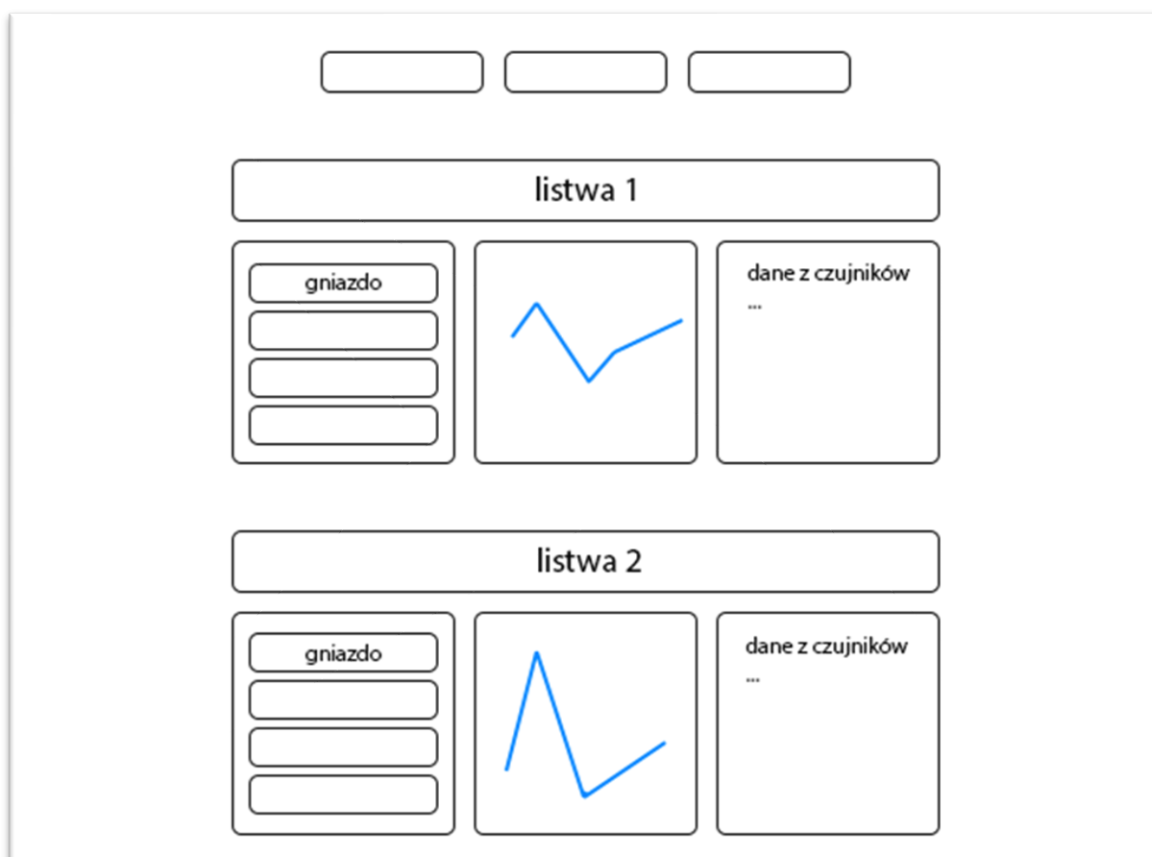 listwa 1
gniazdo
dane z czujników
...
listwa 2
gniazdo
dane z czujników
...